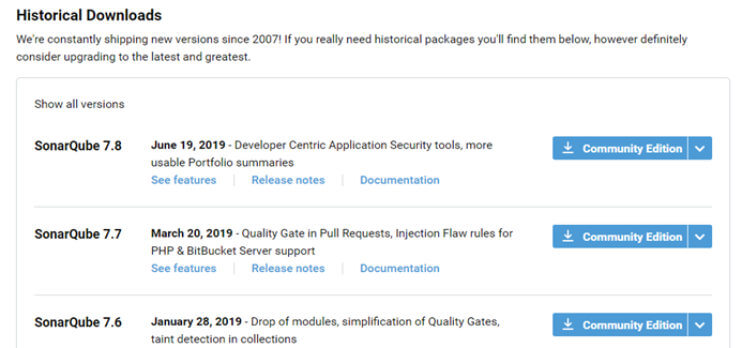 Historical Downloads
We're constantly shipping new versions since 2007! If you really need historical packages you'll find them below, however definitely
consider upgrading to the latest and greatest.
Show all versions
SonarQube 7.8
June 19, 2019 - Developer Centric Application Security tools, more
usable Portfolio summaries
See features | Release notes | Documentation
Community Edition
SonarQube 7.7
March 20, 2019 - Quality Gate in Pull Requests, Injection Flaw rules for
PHP & BitBucket Server support
See features | Release notes | Documentation
Community Edition
SonarQube 7.6
January 28, 2019 - Drop of modules, simplification of Quality Gates,
taint detection in collections
Community Edition